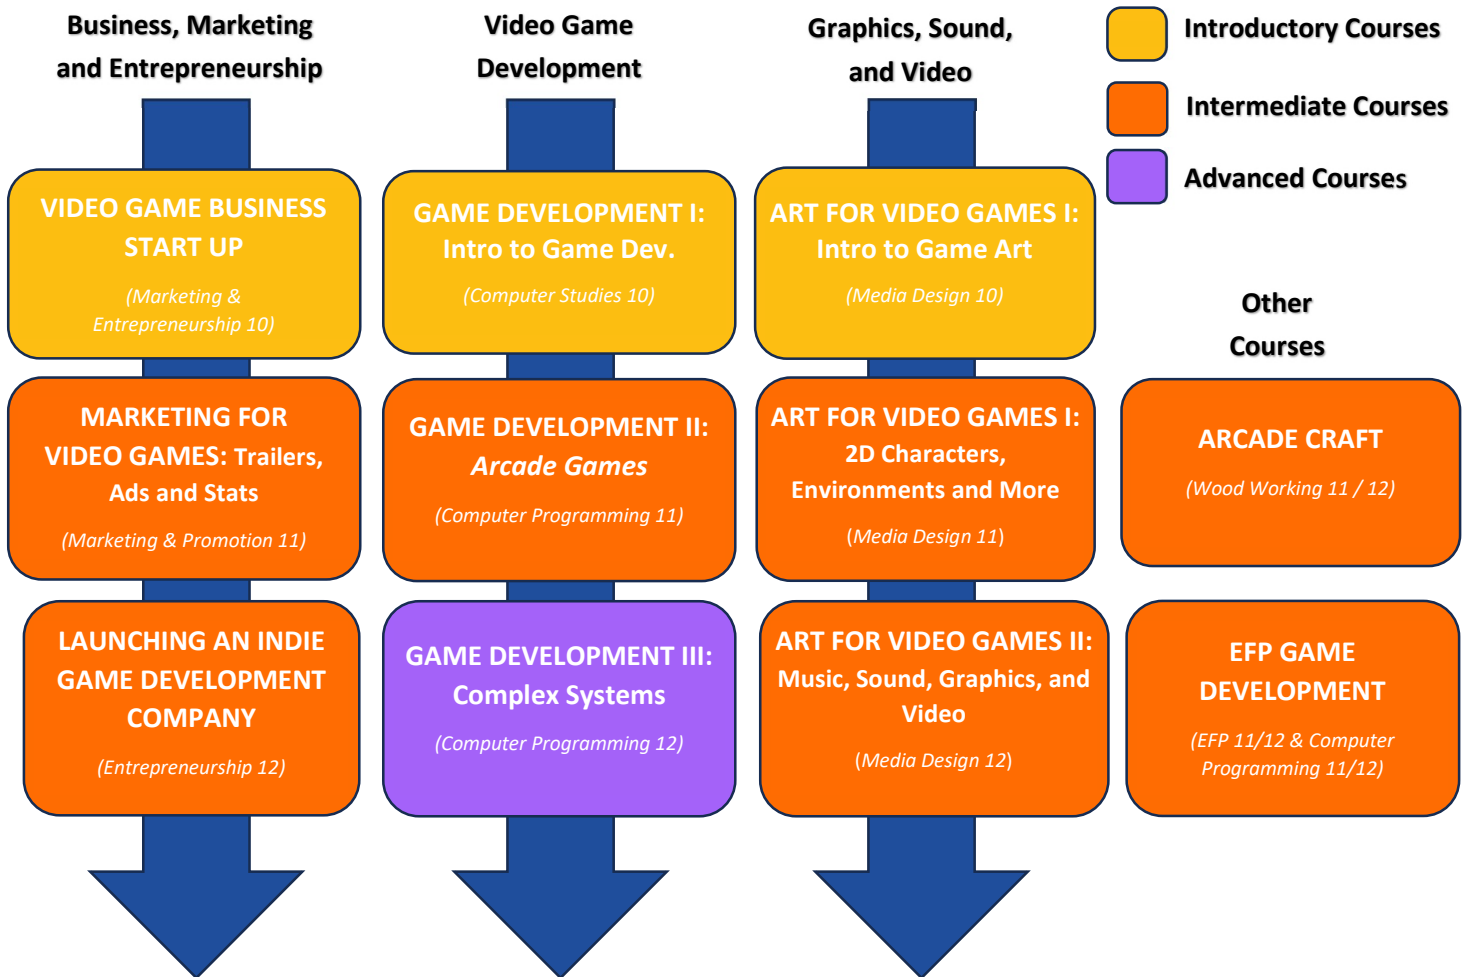 Business, Marketing
and Entrepreneurship
VIDEO GAME BUSINESS
START UP
(Marketing &
Entrepreneurship 10)
MARKETING FOR
VIDEO GAMES: Trailers,
Ads and Stats
(Marketing & Promotion 11)
LAUNCHING AN INDIE
GAME DEVELOPMENT
COMPANY
(Entrepreneurship 12)
Video Game
Development
GAME DEVELOPMENT I:
Intro to Game Dev.
(Computer Studies 10)
GAME DEVELOPMENT II:
Arcade Games
(Computer Programming 11)
GAME DEVELOPMENT III:
Complex Systems
(Computer Programming 12)
Graphics, Sound,
and Video
ART FOR VIDEO GAMES I:
Intro to Game Art
(Media Design 10)
ART FOR VIDEO GAMES I:
2D Characters,
Environments and More
(Media Design 11)
ART FOR VIDEO GAMES II:
Music, Sound, Graphics, and
Video
(Media Design 12)
Introductory Courses
Intermediate Courses
Advanced Courses
Other
Courses
ARCADE CRAFT
(Wood Working 11 / 12)
EFP GAME
DEVELOPMENT
(EFP 11/12 & Computer
Programming 11/12)